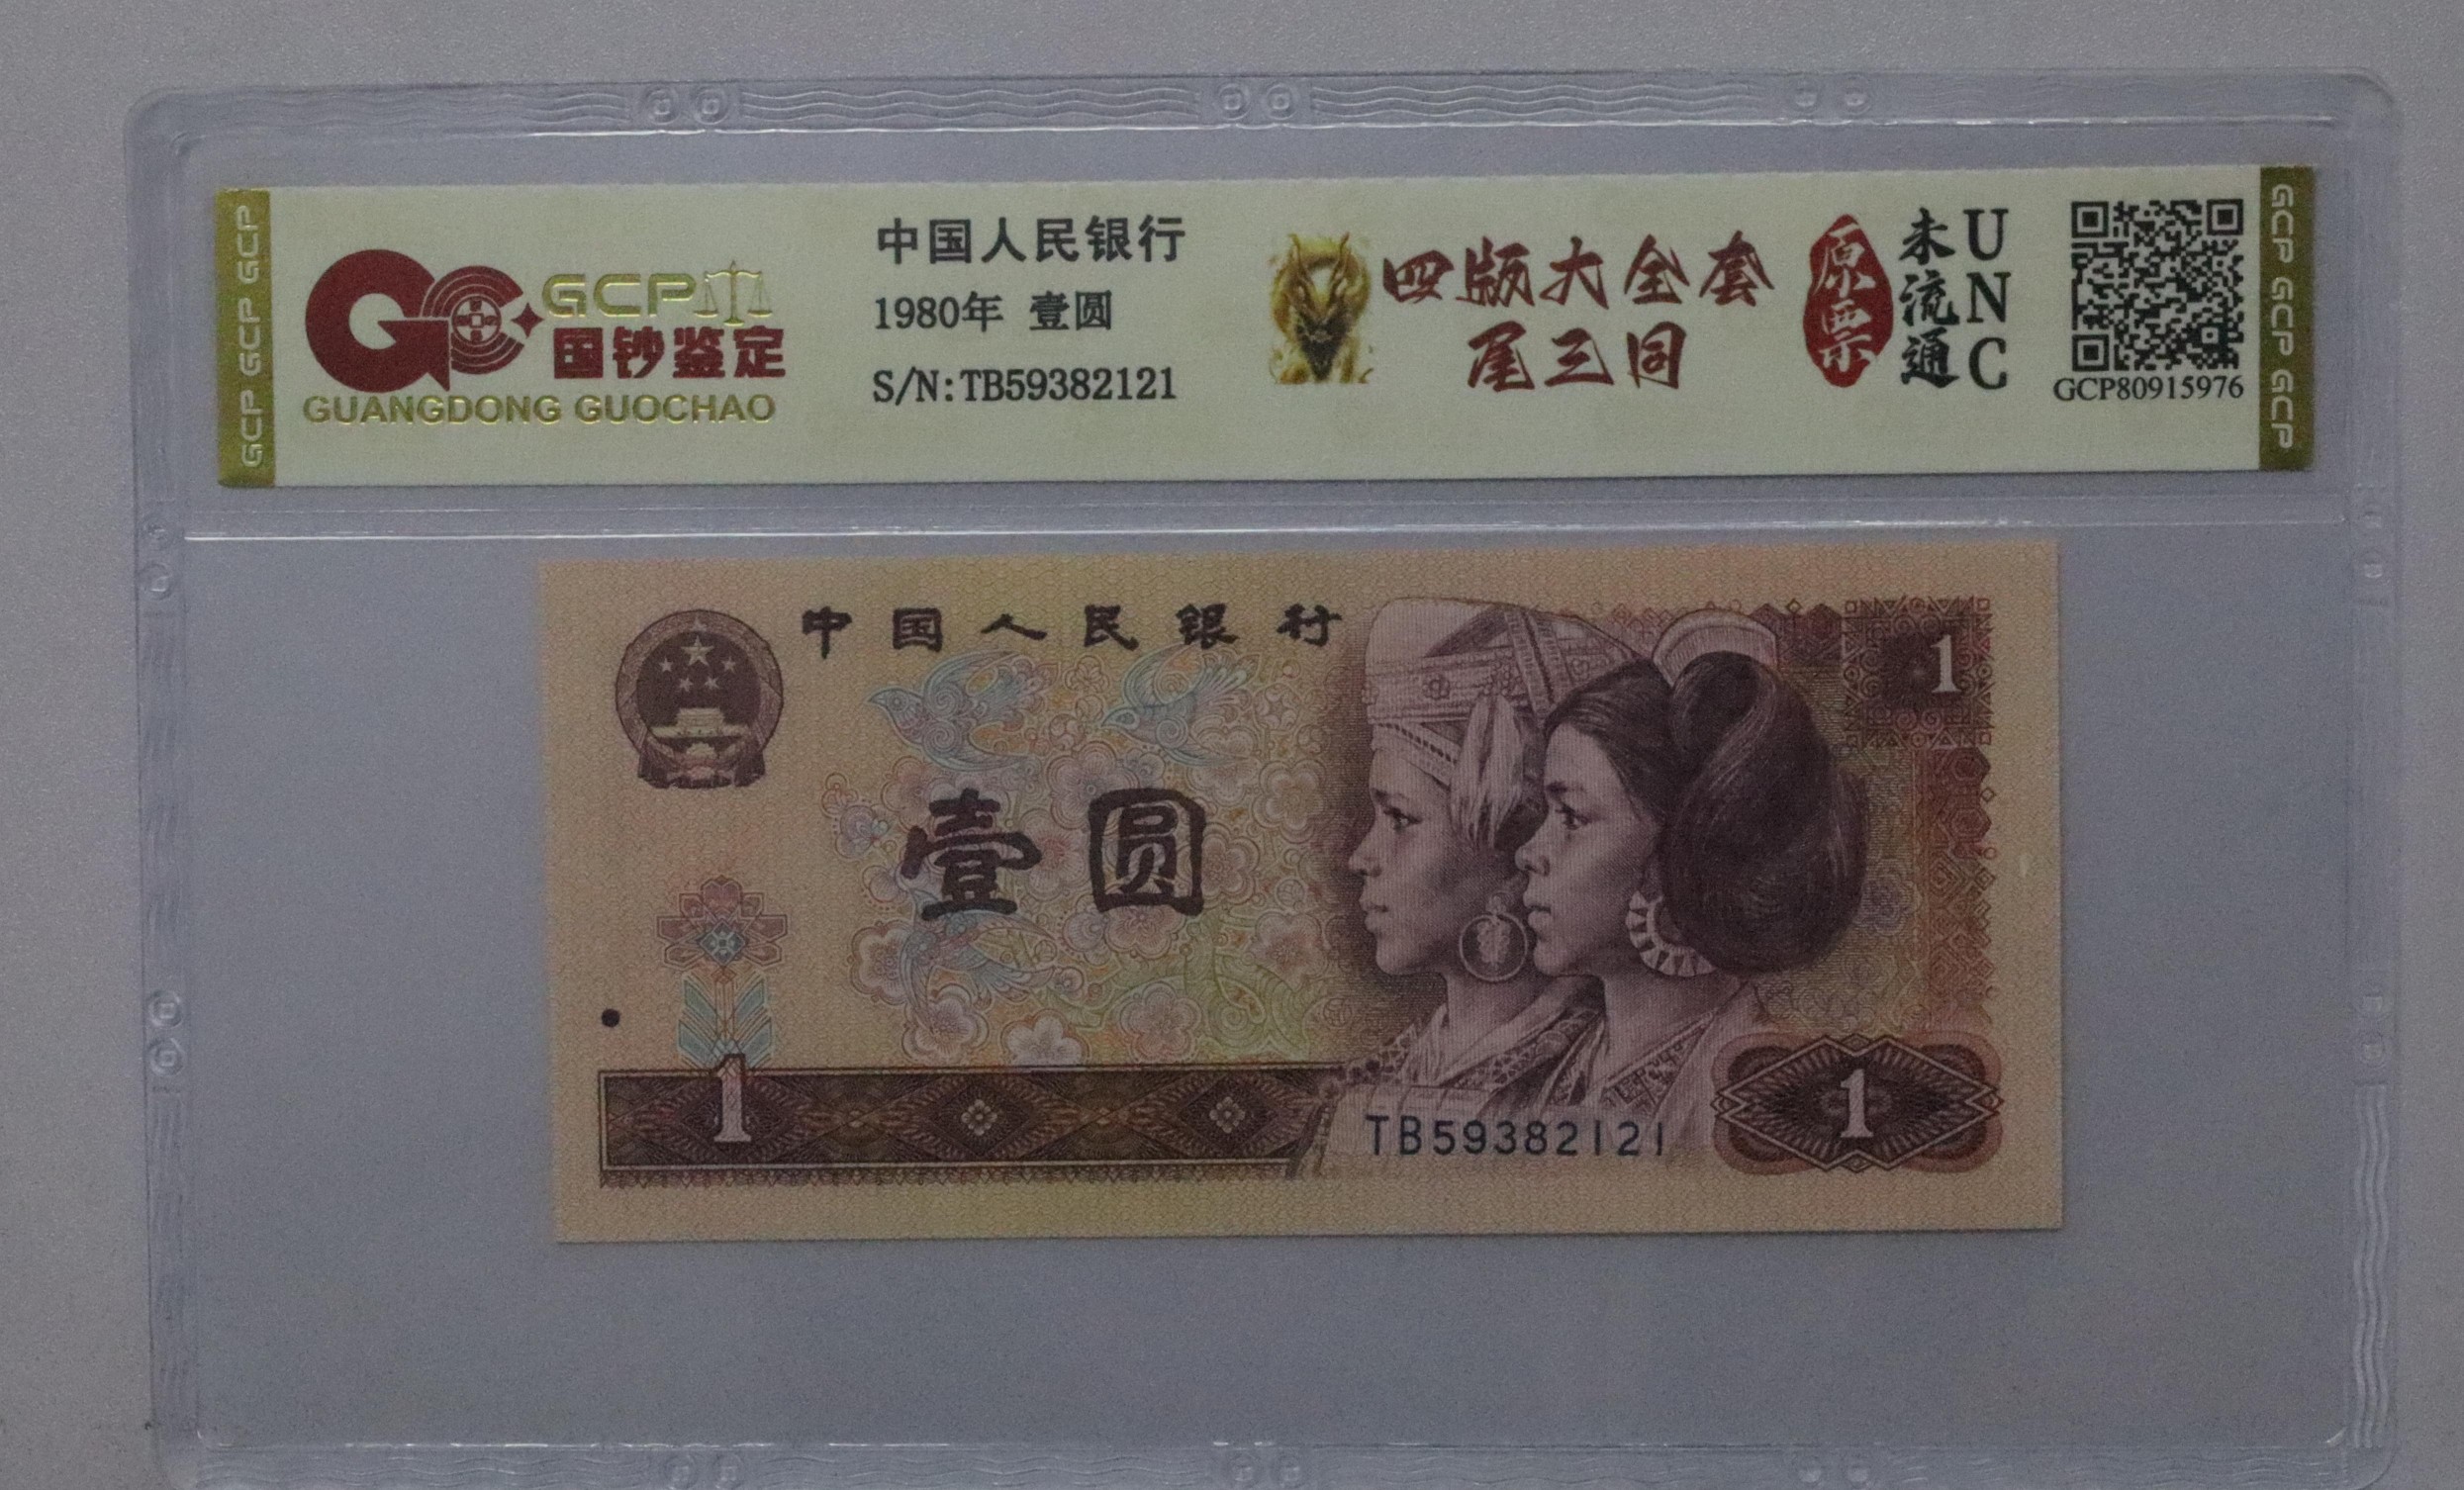 GCP GCP GCP
GCP
国钞鉴定
GUANGDONG GUOCHAO
中国人民银行
1980年 壹圆
S/N:TB59382121
四版大全套
尾三同
原票
未流通
UNC
GCP80915976
GCP GCP GCP
中国人民银行
1
壹圆
1
TB59382121
1